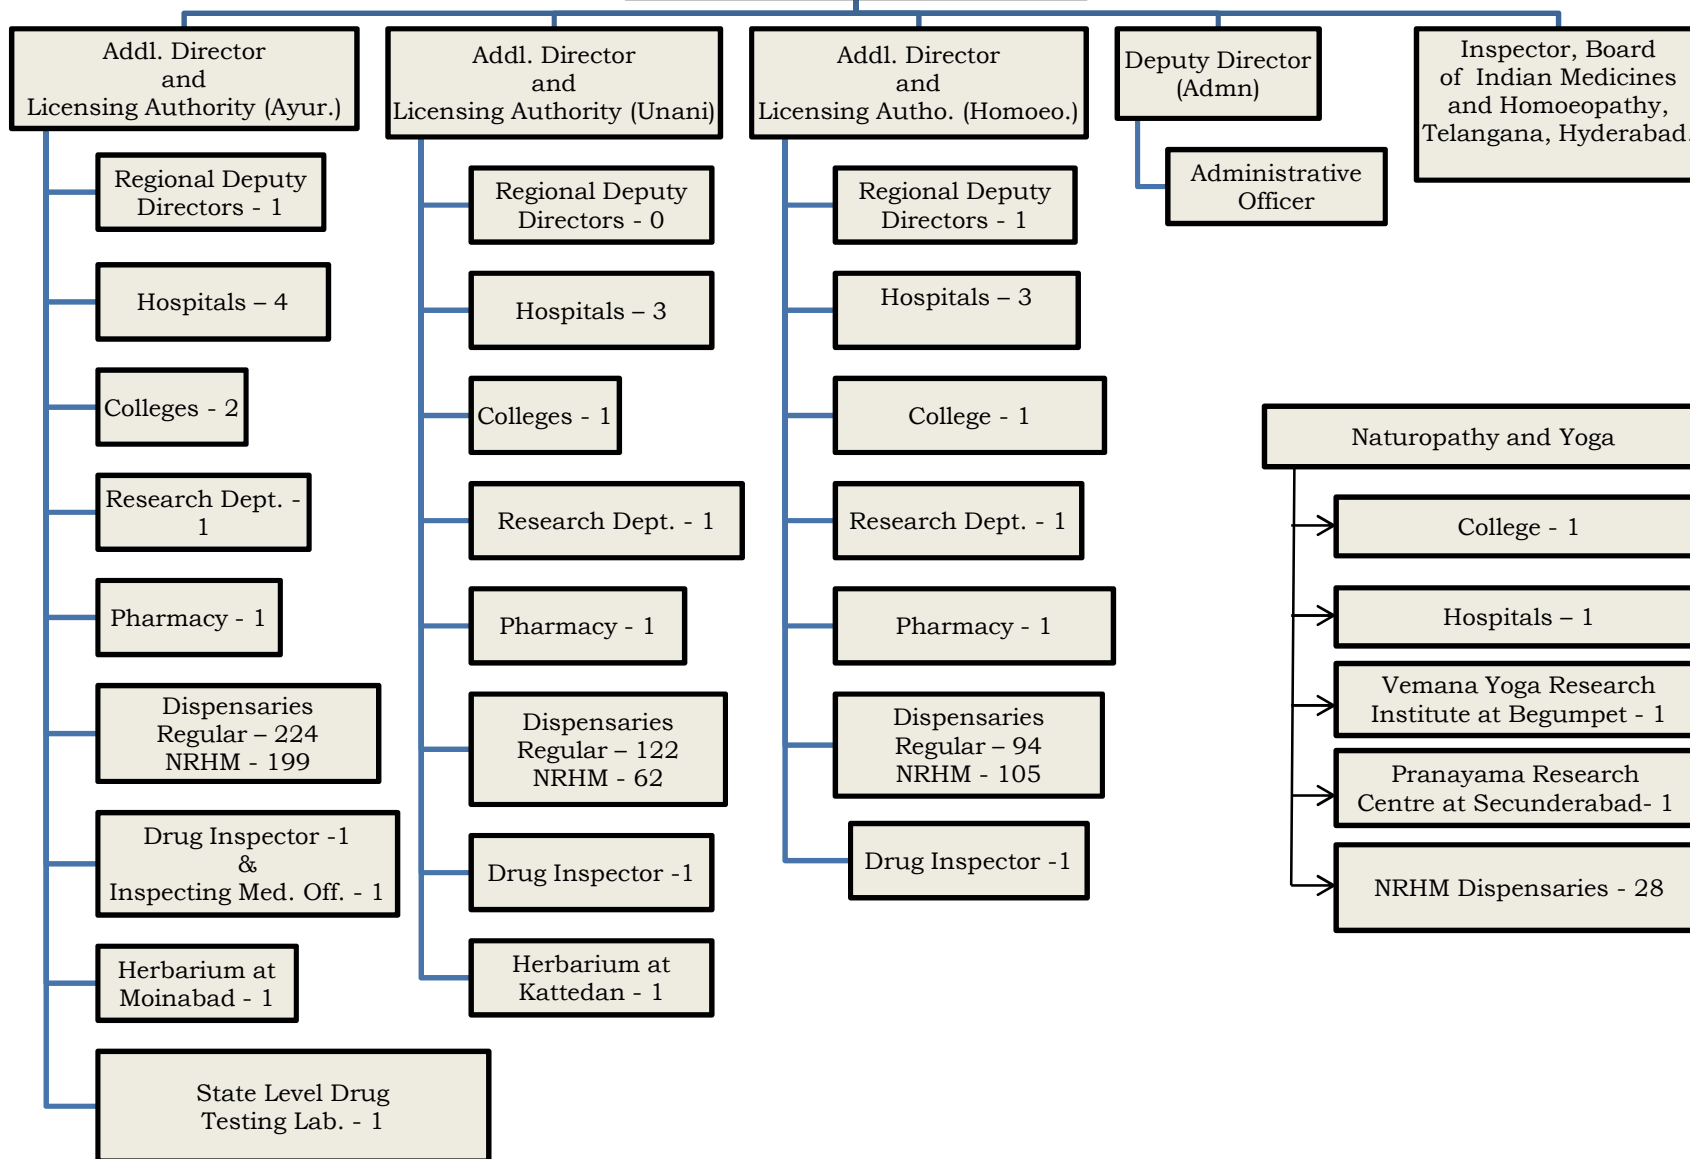 Addl. Director
and
Licensing Authority (Ayur.)
Regional Deputy
Directors - 1
Hospitals – 4
Colleges - 2
Research Dept. -
1
Pharmacy - 1
Dispensaries
Regular – 224
NRHM - 199
Drug Inspector -1
&
Inspecting Med. Off. - 1
Herbarium at
Moinabad - 1
State Level Drug
Testing Lab. - 1
Addl. Director
and
Licensing Authority (Unani)
Regional Deputy
Directors - 0
Hospitals – 3
Colleges - 1
Research Dept. - 1
Pharmacy - 1
Dispensaries
Regular – 122
NRHM - 62
Drug Inspector -1
Herbarium at
Kattedan - 1
Addl. Director
and
Licensing Autho. (Homoeo.)
Regional Deputy
Directors - 1
Hospitals – 3
College - 1
Research Dept. - 1
Pharmacy - 1
Dispensaries
Regular – 94
NRHM - 105
Drug Inspector -1
Deputy Director
(Admn)
Administrative
Officer
Inspector, Board
of Indian Medicines
and Homoeopathy,
Telangana, Hyderabad.
Naturopathy and Yoga
College - 1
Hospitals – 1
Vemana Yoga Research
Institute at Begumpet - 1
Pranayama Research
Centre at Secunderabad- 1
NRHM Dispensaries - 28